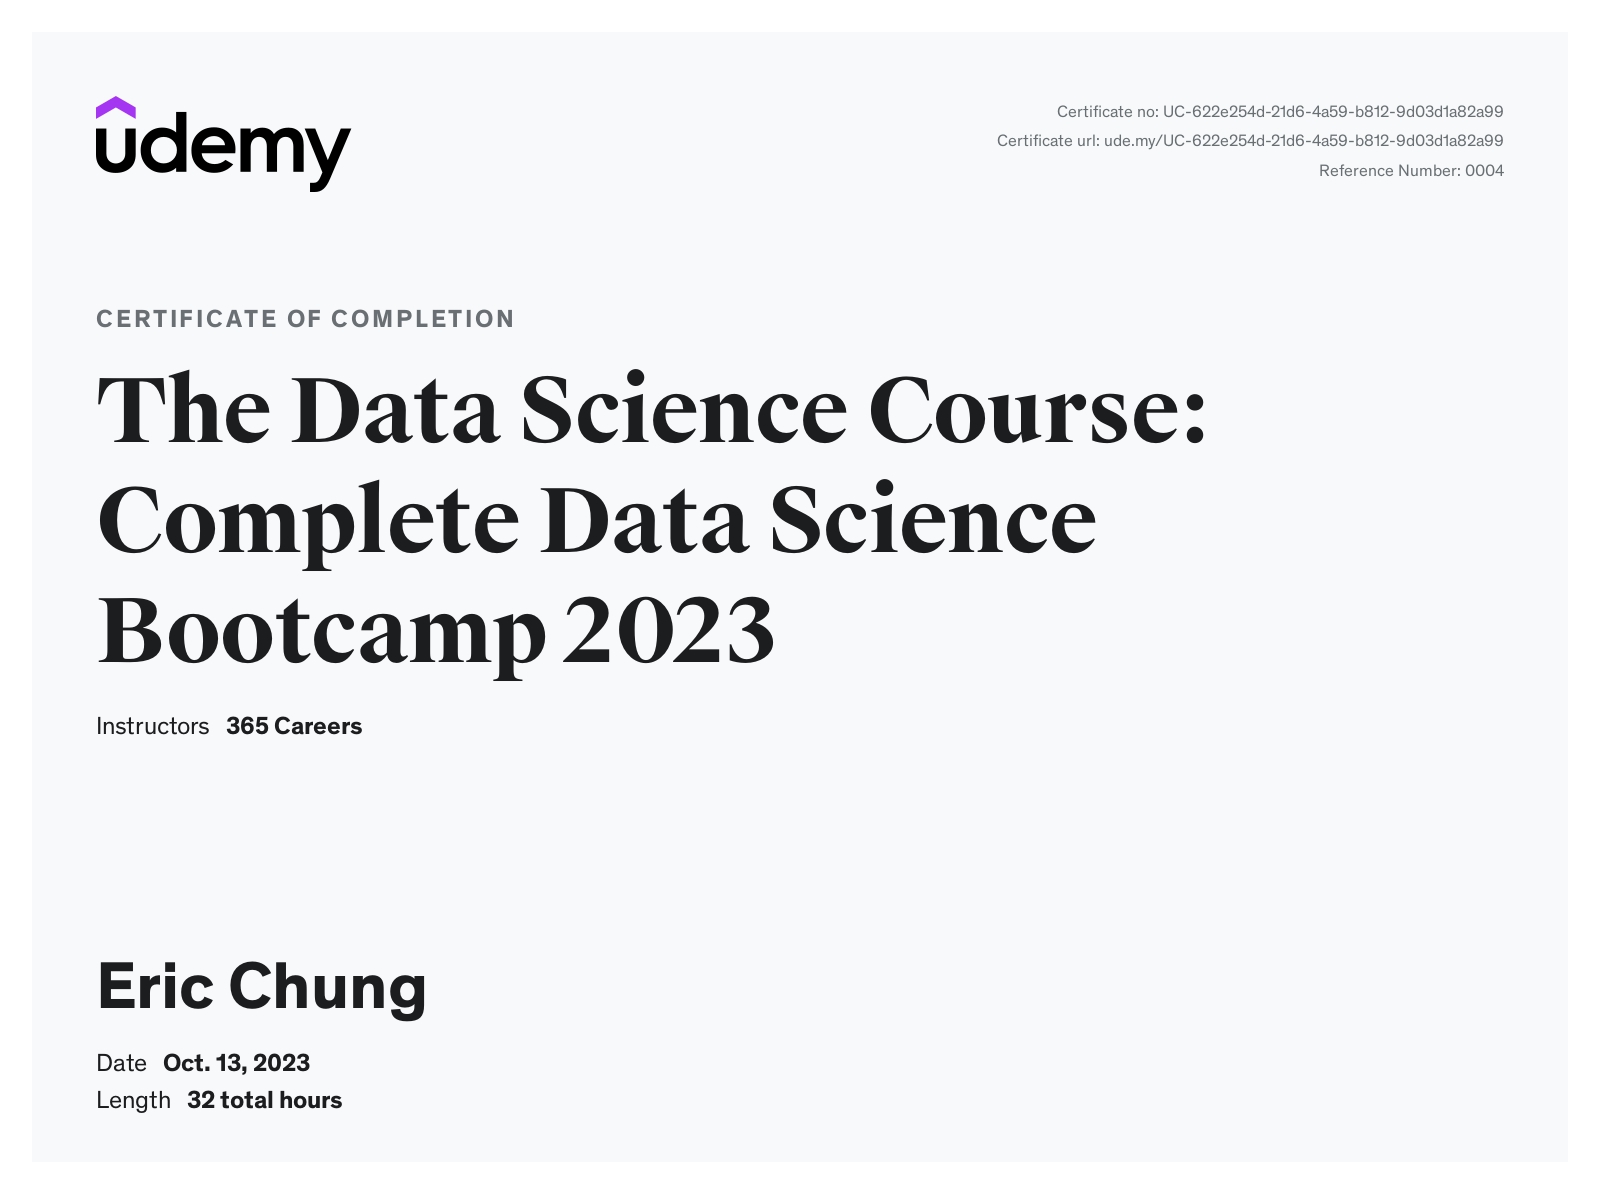 udemy
Certificate no: UC-622e254d-21d6-4a59-b812-9d03d1a82a99
Certificate url: ude.my/UC-622e254d-21d6-4a59-b812-9d03d1a82a99
Reference Number: 0004
CERTIFICATE OF COMPLETION
The Data Science Course:
Complete Data Science
Bootcamp 2023
Instructors 365 Careers
Eric Chung
Date Oct. 13, 2023
Length 32 total hours